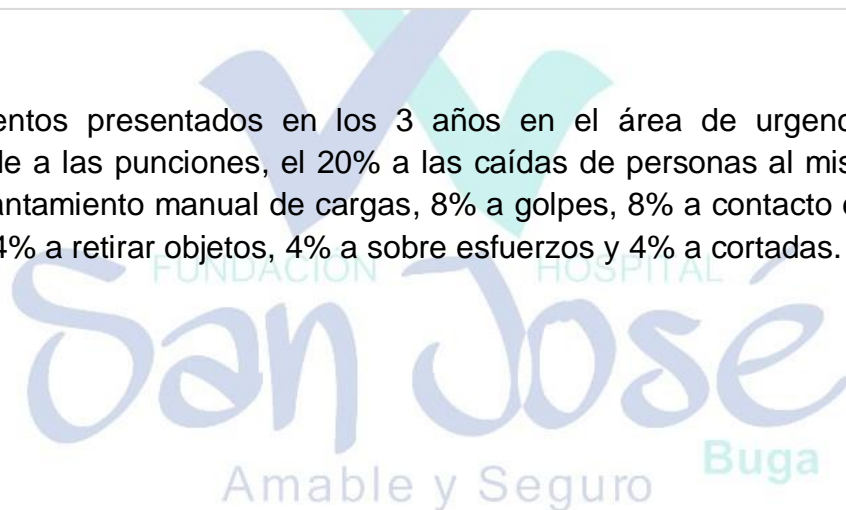 entos presentados en los 3 años en el área de urgenc
le a las punciones, el 20% a las caídas de personas al mis
antamiento manual de cargas, 8% a golpes, 8% a contacto
4% a retirar objetos, 4% a sobre esfuerzos y 4% a cortadas.
FUNDACIÓN HOSPITAL
San José
Buga
Amable y Seguro